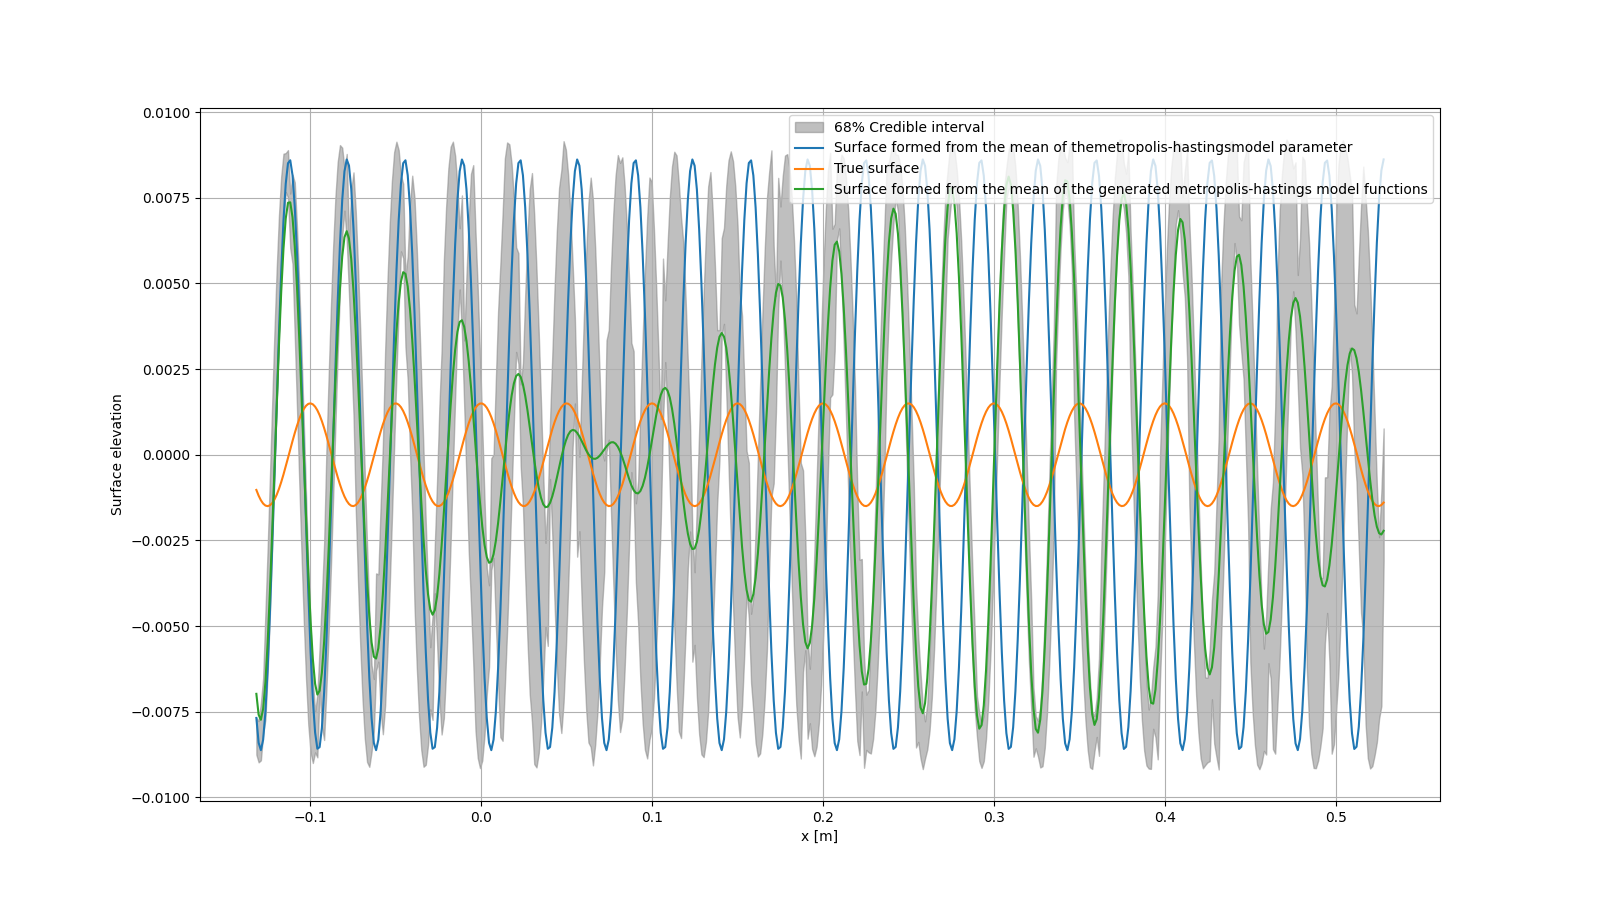 0.0100
0.0075
0.0050
0.0025
0.0000
−0.0025
−0.0050
−0.0075
−0.0100
Surface elevation
68% Credible interval
Surface formed from the mean of themetropolis-hastingsmodel parameter
True surface
Surface formed from the mean of the generated metropolis-hastings model functions
−0.1
0.0
0.1
0.2
0.3
0.4
0.5
x [m]